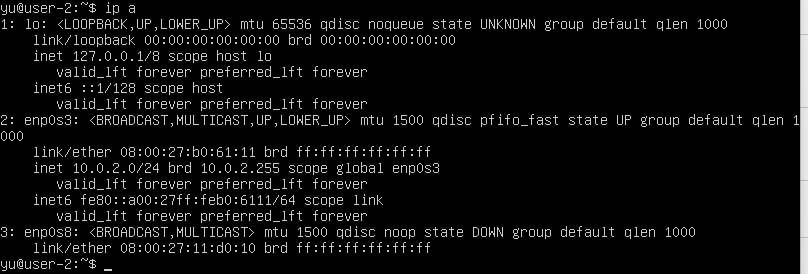 yu@user-2:~$ ip a
1: lo: <LOOPBACK,UP,LOWER_UP> mtu 65536 qdisc noqueue state UNKNOWN group default qlen 1000
    link/loopback 00:00:00:00:00:00 brd 00:00:00:00:00:00
    inet 127.0.0.1/8 scope host lo
       valid_lft forever preferred_lft forever
    inet6 ::1/128 scope host
       valid_lft forever preferred_lft forever
2: enp0s3: <BROADCAST,MULTICAST,UP,LOWER_UP> mtu 1500 qdisc pfifo_fast state UP group default qlen 1
000
    link/ether 08:00:27:b0:61:11 brd ff:ff:ff:ff:ff:ff
    inet 10.0.2.0/24 brd 10.0.2.255 scope global enp0s3
       valid_lft forever preferred_lft forever
    inet6 fe80::a00:27ff:feb0:6111/64 scope link
       valid_lft forever preferred_lft forever
3: enp0s8: <BROADCAST,MULTICAST> mtu 1500 qdisc noop state DOWN group default qlen 1000
    link/ether 08:00:27:11:d0:10 brd ff:ff:ff:ff:ff:ff
yu@user-2:~$ _